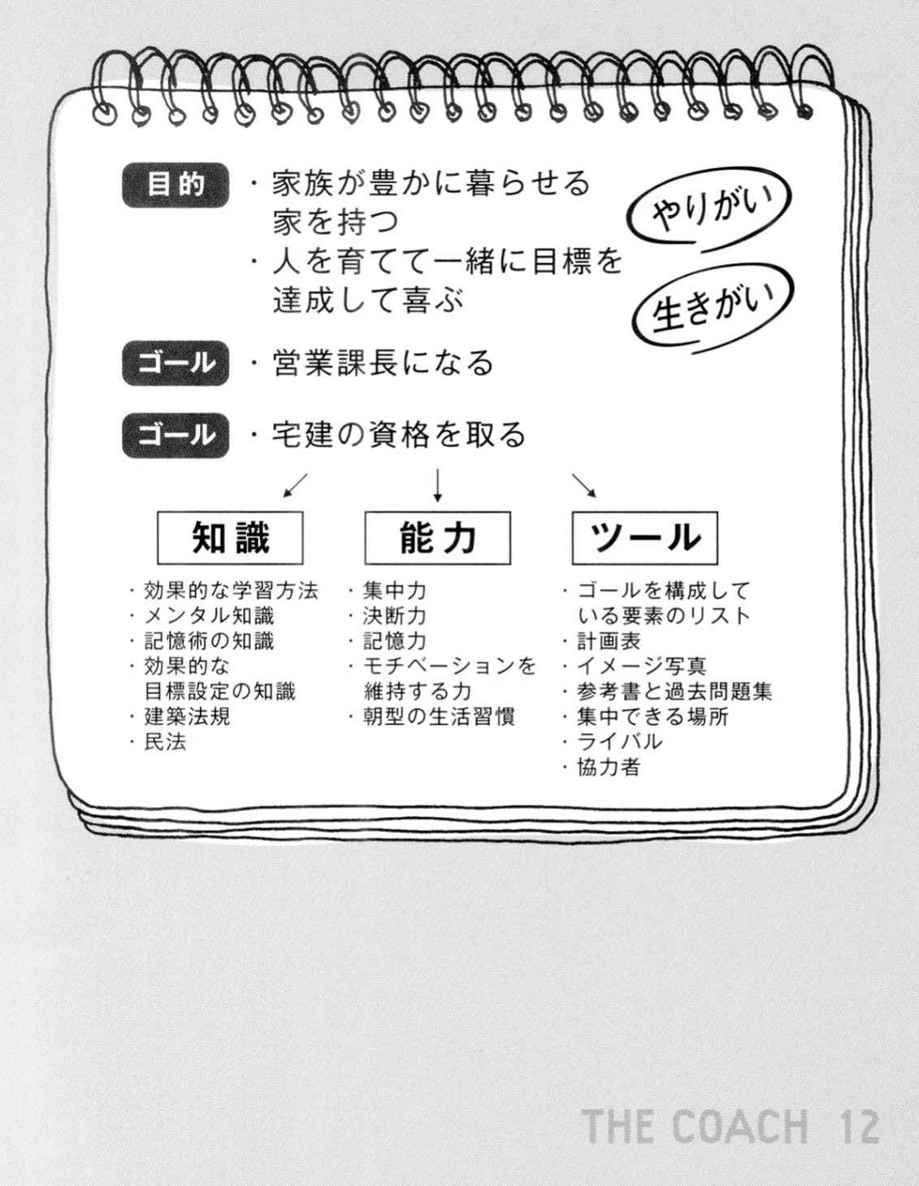 目的
・家族が豊かに暮らせる
家を持つ
・人を育てて一緒に目標を
達成して喜ぶ
やりがい
生きがい
ゴール
・営業課長になる
ゴール
・宅建の資格を取る
知識
・効果的な学習方法
・メンタル知識
・記憶術の知識
・効果的な
目標設定の知識
・建築法規
・民法
能力
・集中力
・決断力
・記憶力
・モチベーションを
維持する力
・朝型の生活習慣
ツール
・ゴールを構成して
いる要素のリスト
・計画表
・イメージ写真
・参考書と過去問題集
・集中できる場所
・ライバル
・協力者
THE COACH 12